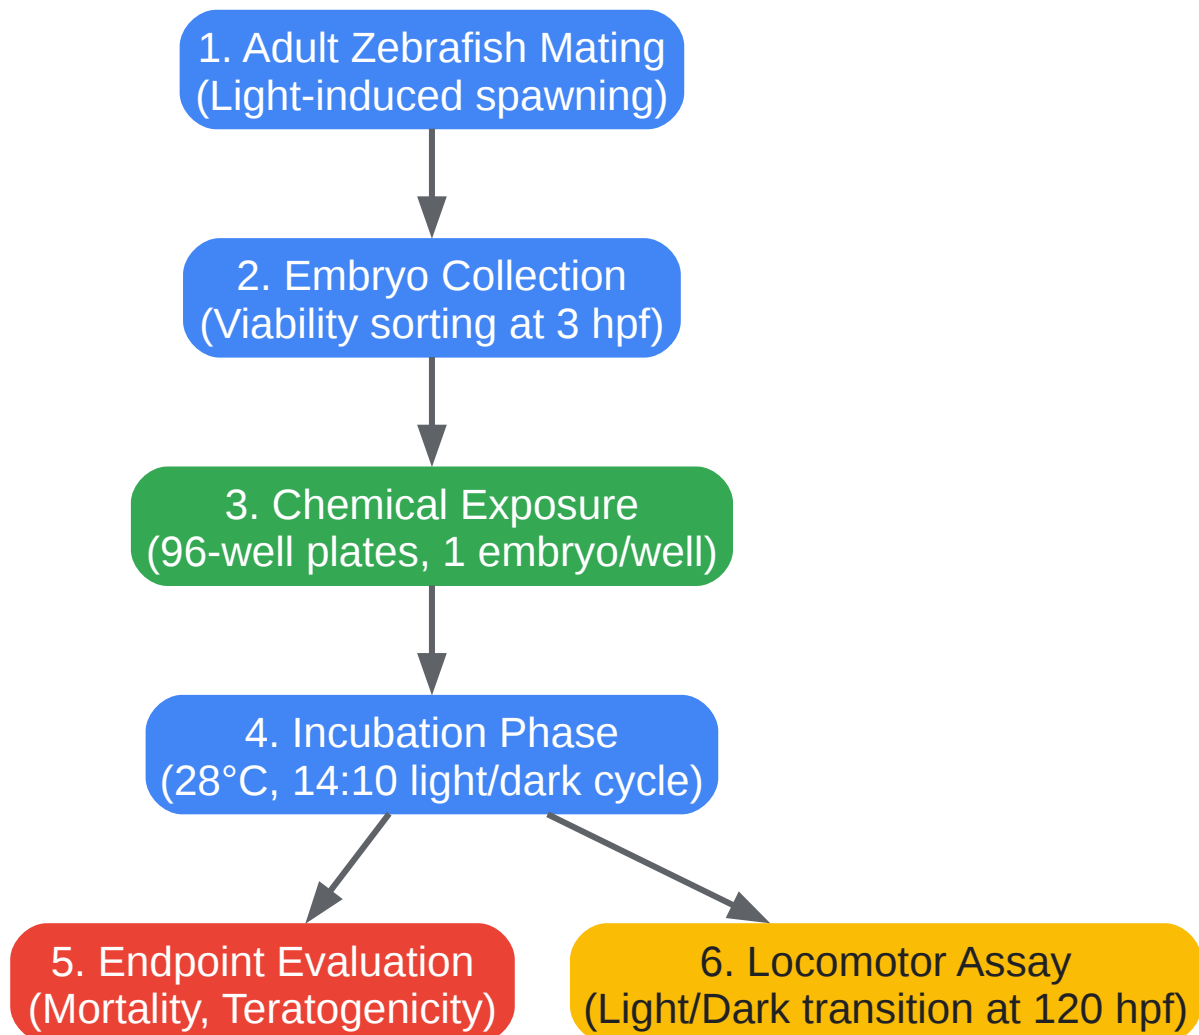 1. Adult Zebrafish Mating
(Light-induced spawning)
2. Embryo Collection
(Viability sorting at 3 hpf)
3. Chemical Exposure
(96-well plates, 1 embryo/well)
4. Incubation Phase
(28°C, 14:10 light/dark cycle)
5. Endpoint Evaluation
(Mortality, Teratogenicity)
6. Locomotor Assay
(Light/Dark transition at 120 hpf)